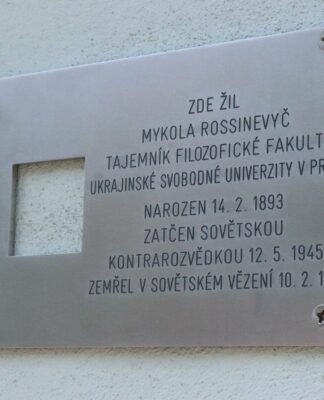 ZDE ŽIL
MYKOLA ROSSINEVYČ
TAJEMNÍK FILOZOFICKÉ FAKULT
UKRAJINSKÉ SVOBODNÉ UNIVERZITY V PR
NAROZEN 14. 2. 1893
ZATČEN SOVĚTSKOU
KONTRAROZVĚDKOU 12. 5. 1945
ZEMŘEL V SOVĚTSKÉM VĚZENÍ 10. 2. 1